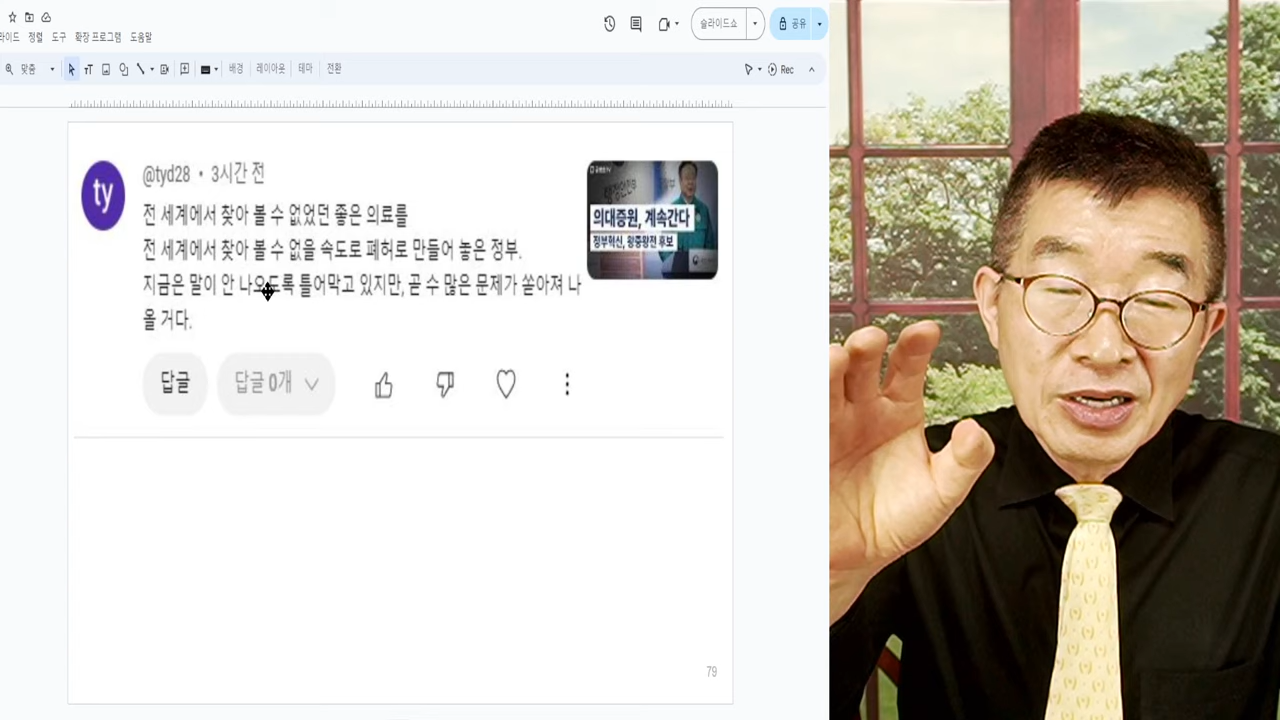 슬라이드쇼
공유
라이드 정렬 도구 확장 프로그램 도움말
맞춤
배경 레이아웃 테마 전환
Rec
ty
@tyd28 • 3시간 전
전 세계에서 찾아 볼 수 없었던 좋은 의료를
전 세계에서 찾아 볼 수 없을 속도로 폐허로 만들어 놓은 정부.
지금은 말이 안 나오도록 틀어막고 있지만, 곧 수 많은 문제가 쏟아져 나
올 거다.
의대증원, 계속간다
정부혁신, 왕중왕전 후보
답글
답글 0개
79